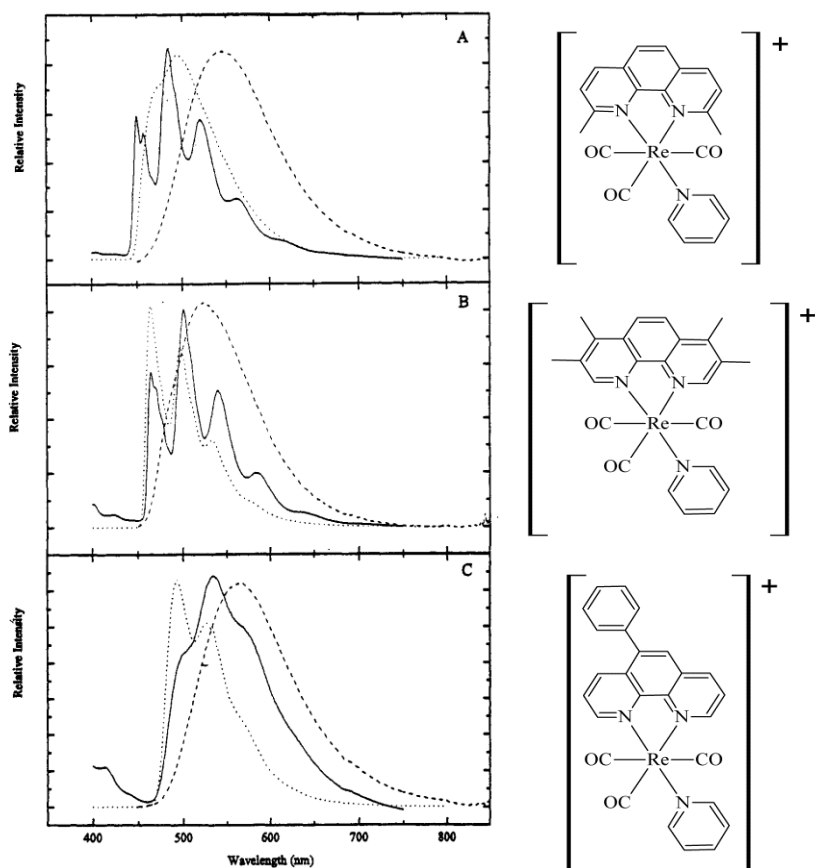 A
Relative Intensity
+
N
N
OC
Re
CO
OC
N
B
Relative Intensity
+
N
N
OC
Re
CO
OC
N
C
Relative Intensity
+
N
N
OC
Re
CO
OC
N
400 500 600 700 800
Wavelength (nm)